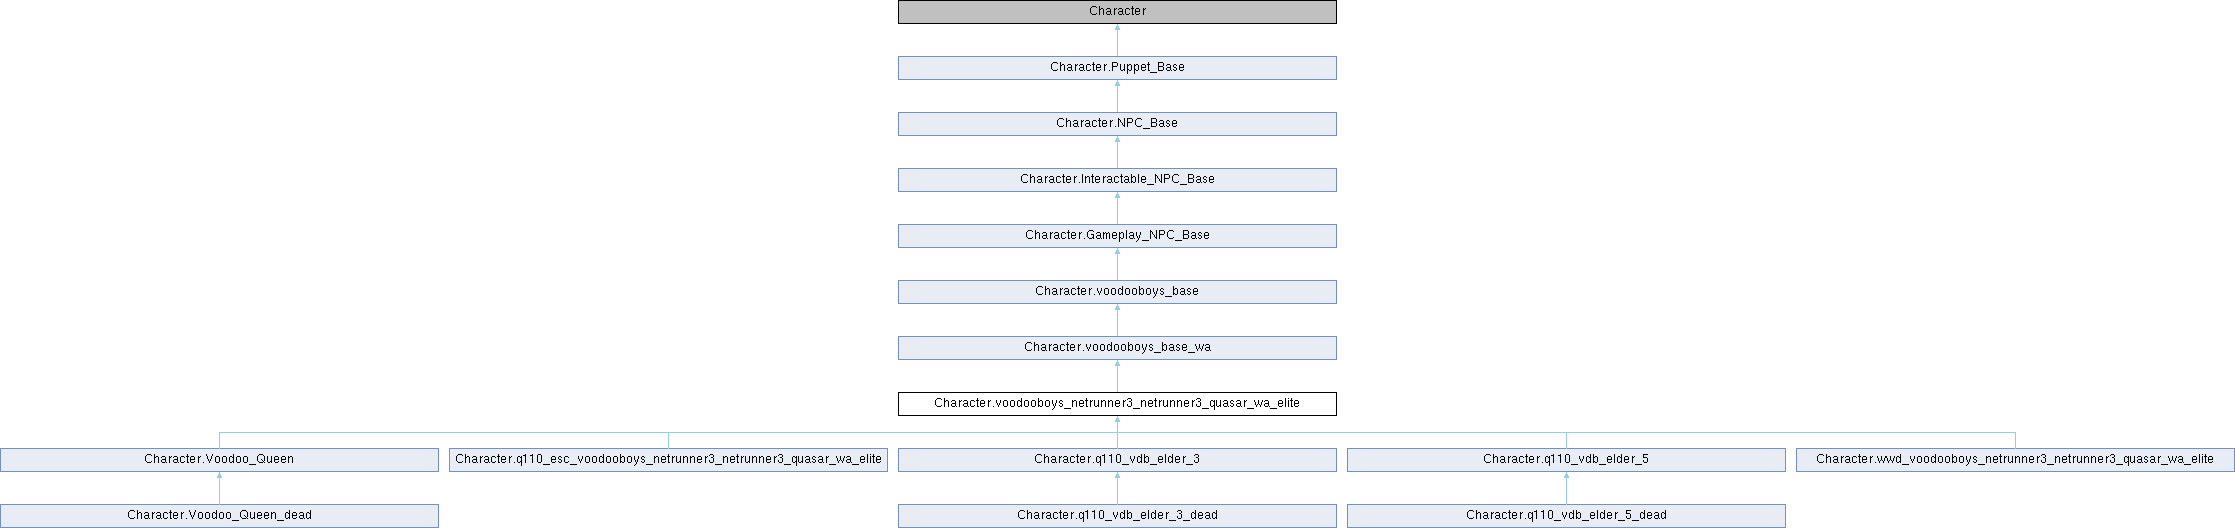 Character
Character.Puppet_Base
Character.NPC_Base
Character.Interactable_NPC_Base
Character.Gameplay_NPC_Base
Character.voodooboys_base
Character.voodooboys_base_wa
Character.voodooboys_netrunner3_netrunner3_quasar_wa_elite
Character.Voodoo_Queen
Character.q110_esc_voodooboys_netrunner3_netrunner3_quasar_wa_elite
Character.q110_vdb_elder_3
Character.q110_vdb_elder_5
Character.wwd_voodooboys_netrunner3_netrunner3_quasar_wa_elite
Character.Voodoo_Queen_dead
Character.q110_vdb_elder_3_dead
Character.q110_vdb_elder_5_dead